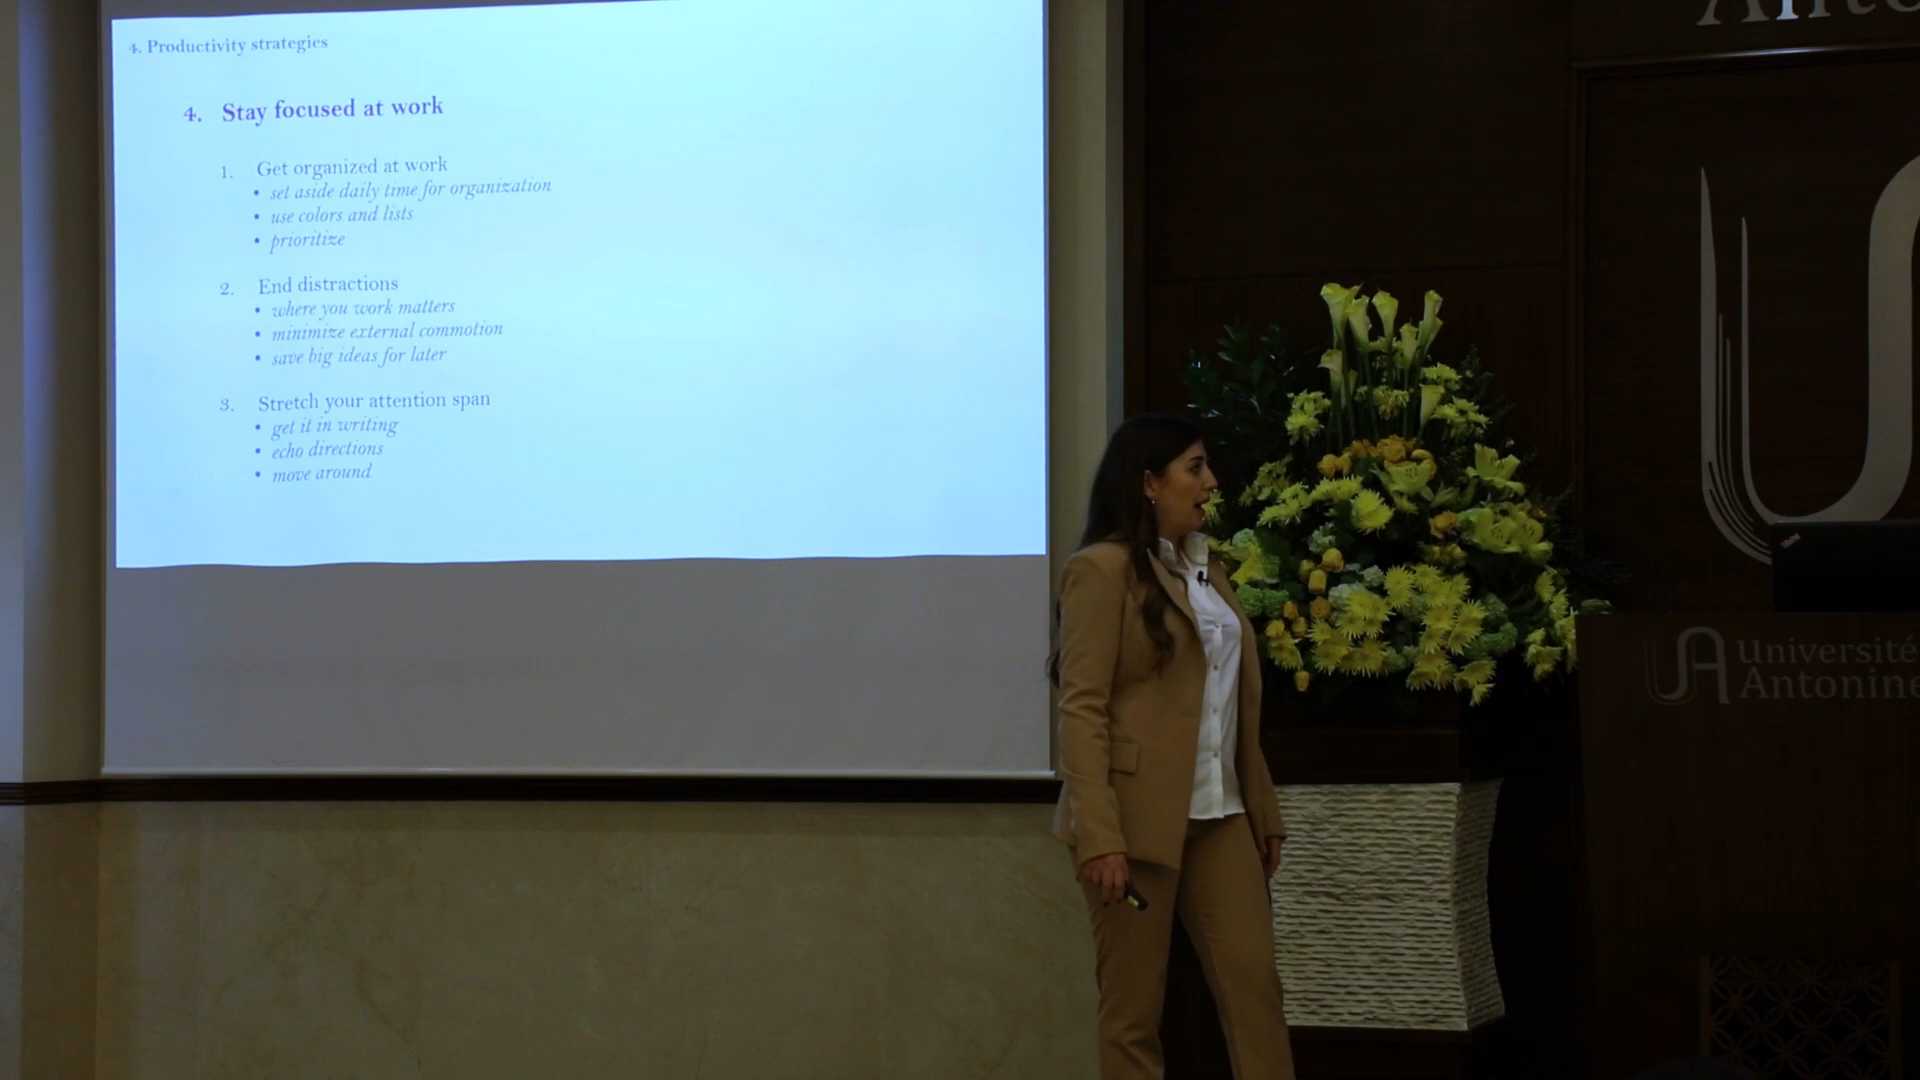 4. Productivity strategies
4. Stay focused at work
1. Get organized at work
• set aside daily time for organization
• use colors and lists
• prioritize
2. End distractions
• where you work matters
• minimize external commotion
• save big ideas for later
3. Stretch your attention span
• get it in writing
• echo directions
• move around
UA
Université
Antonine